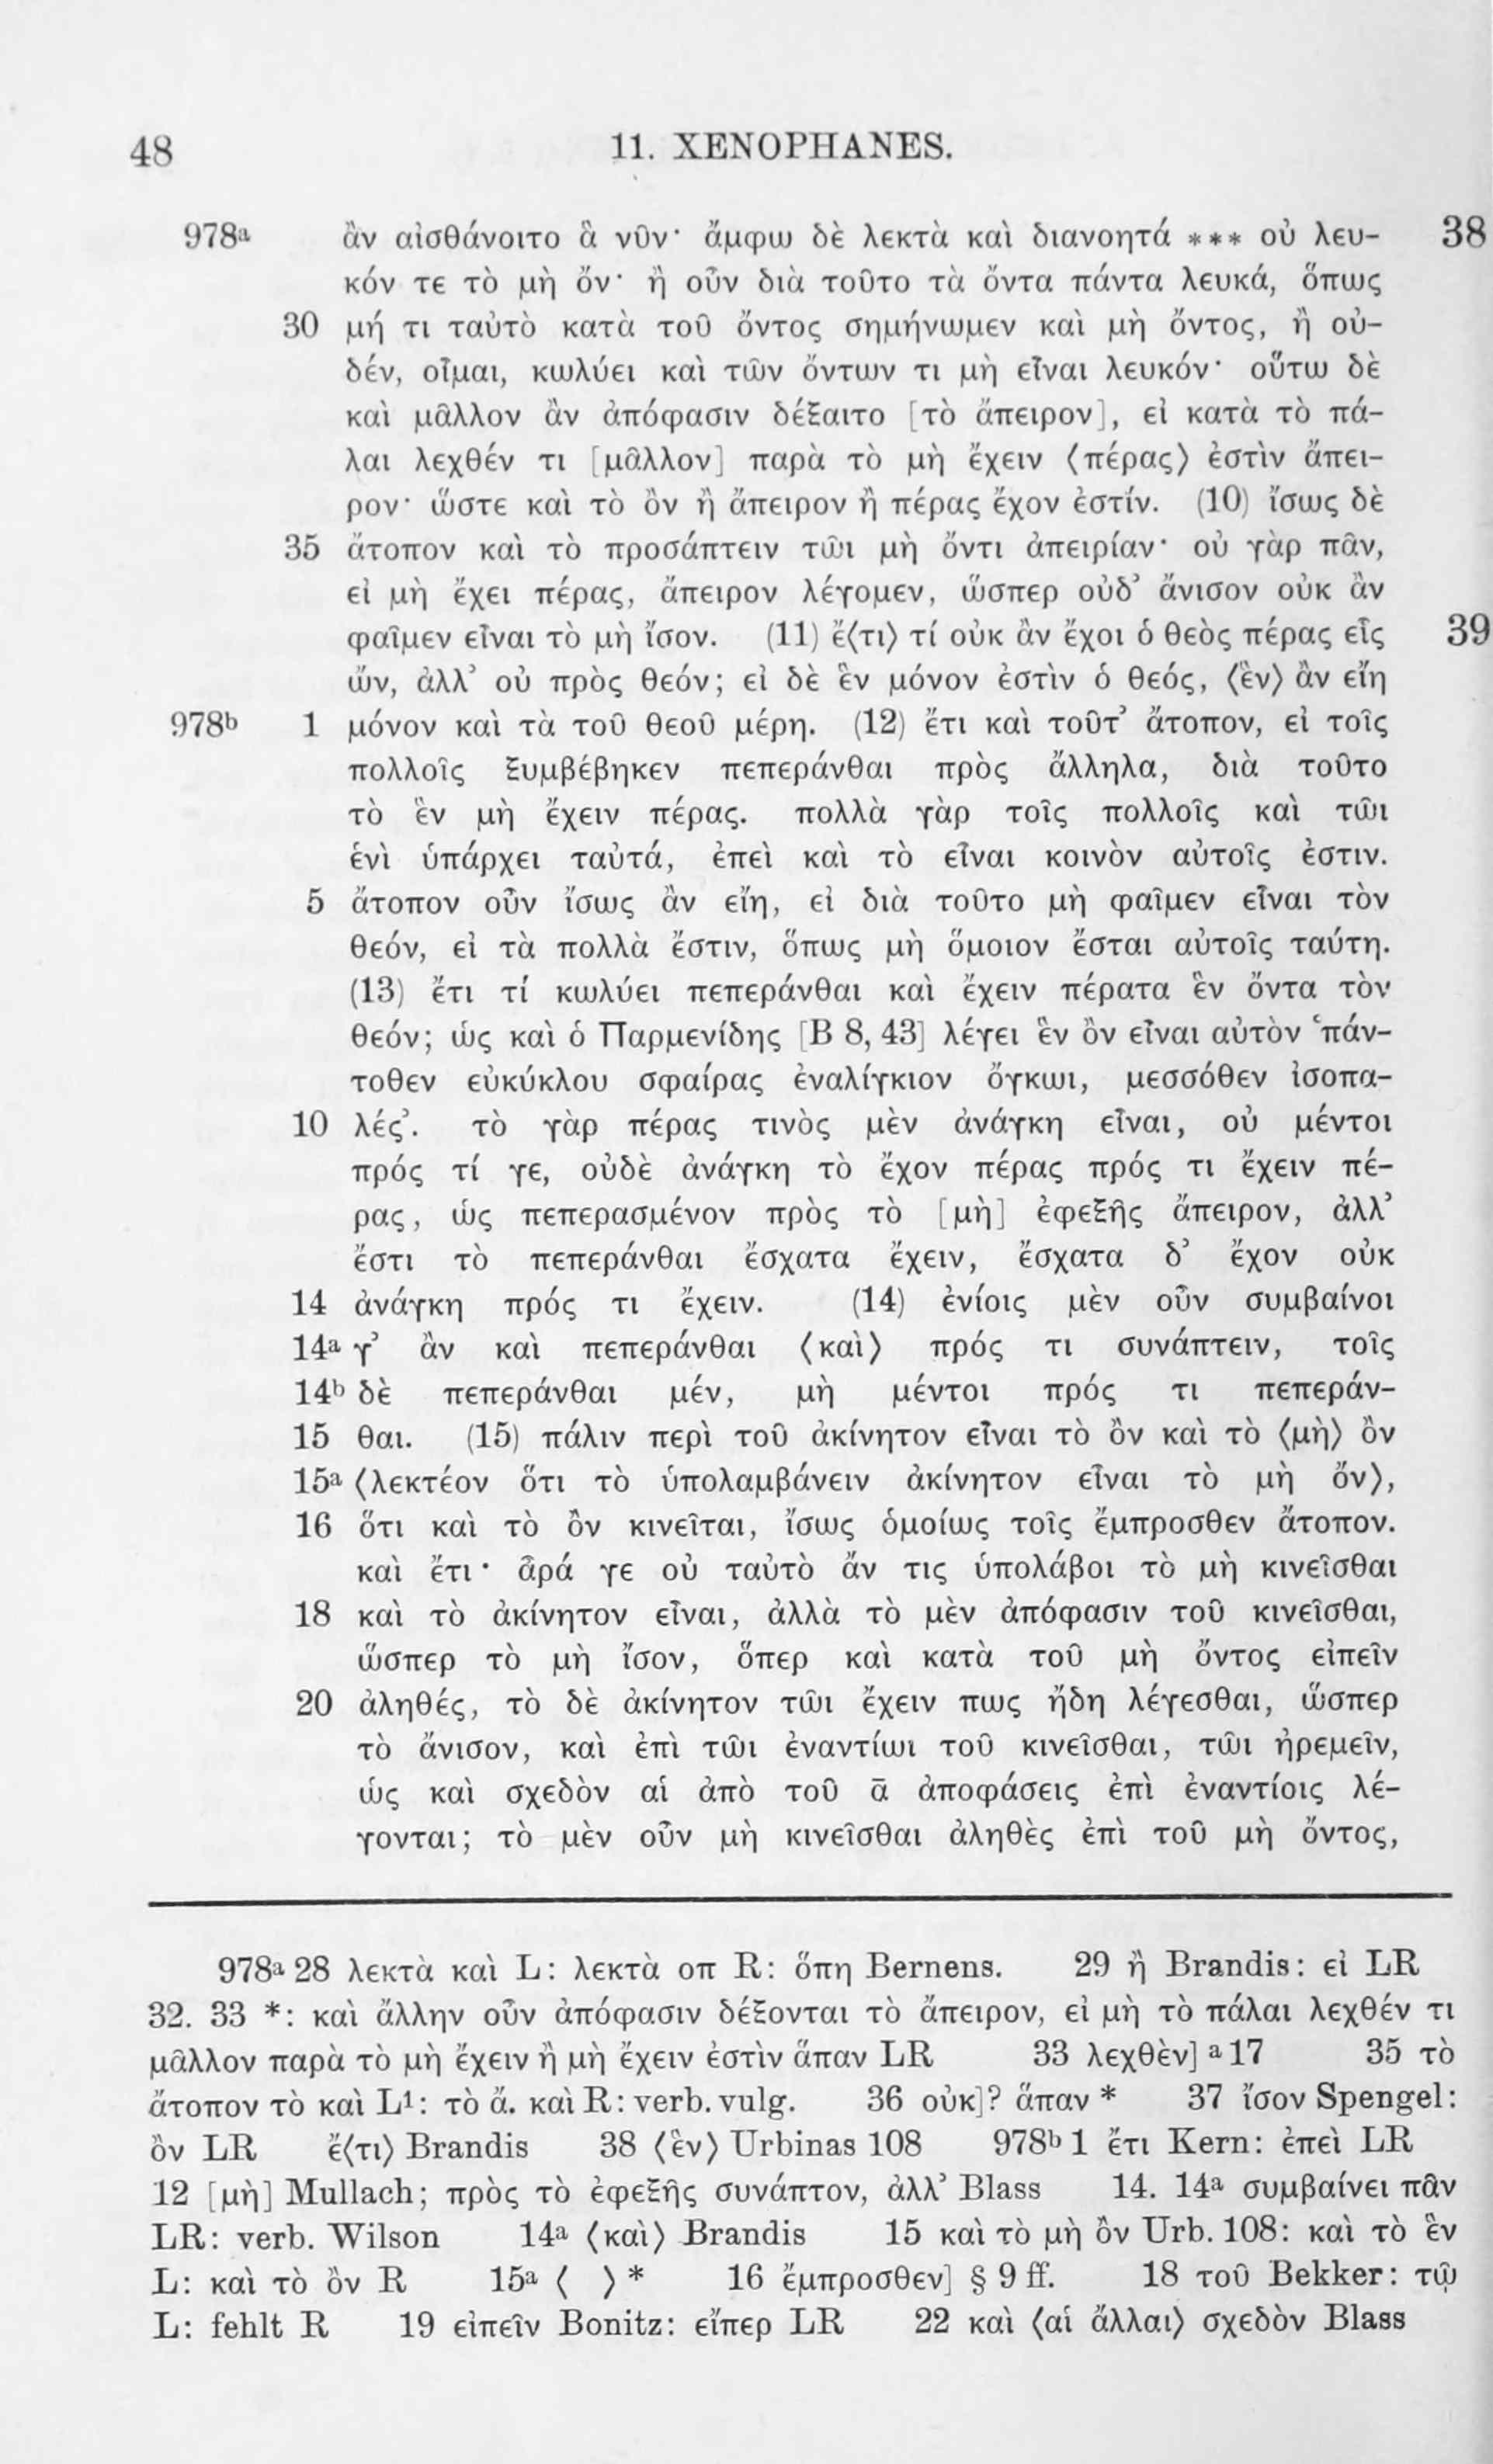 48 11. XENOPHANES.
978ᵃ ἂν αἰσθάνοιτο ἃ νῦν· ἄμφω δὲ λεκτὰ καὶ διανοητά *** οὐ λευ- 38
κόν τε τὸ μὴ ὄν· ἢ οὖν διὰ τοῦτο τὰ ὄντα πάντα λευκά, ὅπως
30 μή τι ταὐτὸ κατὰ τοῦ ὄντος σημήνωμεν καὶ μὴ ὄντος, ἢ οὐ-
δέν, οἶμαι, κωλύει καὶ τῶν ὄντων τι μὴ εἶναι λευκόν· οὕτω δὲ
καὶ μᾶλλον ἂν ἀπόφασιν δέξαιτο [τὸ ἄπειρον], εἰ κατὰ τὸ πά-
λαι λεχθέν τι [μᾶλλον] παρὰ τὸ μὴ ἔχειν ⟨πέρας⟩ ἐστὶν ἄπει-
ρον· ὥστε καὶ τὸ ὂν ἢ ἄπειρον ἢ πέρας ἔχον ἐστίν. (10) ἴσως δὲ
35 ἄτοπον καὶ τὸ προσάπτειν τῶι μὴ ὄντι ἀπειρίαν· οὐ γὰρ πᾶν,
εἰ μὴ ἔχει πέρας, ἄπειρον λέγομεν, ὥσπερ οὐδ’ ἄνισον οὐκ ἂν
φαῖμεν εἶναι τὸ μὴ ἴσον. (11) ἔ⟨τι⟩ τί οὐκ ἂν ἔχοι ὁ θεὸς πέρας εἷς 39
ὤν, ἀλλ’ οὐ πρὸς θεόν; εἰ δὲ ἓν μόνον ἐστὶν ὁ θεός, ⟨ἓν⟩ ἂν εἴη
978ᵇ 1 μόνον καὶ τὰ τοῦ θεοῦ μέρη. (12) ἔτι καὶ τοῦτ’ ἄτοπον, εἰ τοῖς
πολλοῖς ξυμβέβηκεν πεπεράνθαι πρὸς ἄλληλα, διὰ τοῦτο
τὸ ἓν μὴ ἔχειν πέρας. πολλὰ γὰρ τοῖς πολλοῖς καὶ τῶι
ἑνὶ ὑπάρχει ταὐτά, ἐπεὶ καὶ τὸ εἶναι κοινὸν αὐτοῖς ἐστιν.
5 ἄτοπον οὖν ἴσως ἂν εἴη, εἰ διὰ τοῦτο μὴ φαῖμεν εἶναι τὸν
θεόν, εἰ τὰ πολλὰ ἔστιν, ὅπως μὴ ὅμοιον ἔσται αὐτοῖς ταύτη.
(13) ἔτι τί κωλύει πεπεράνθαι καὶ ἔχειν πέρατα ἓν ὄντα τὸν
θεόν; ὡς καὶ ὁ Παρμενίδης [B 8, 43] λέγει ἓν ὂν εἶναι αὐτὸν ‘πάν-
τοθεν εὐκύκλου σφαίρας ἐναλίγκιον ὄγκωι, μεσσόθεν ἰσοπα-
10 λές’. τὸ γὰρ πέρας τινὸς μὲν ἀνάγκη εἶναι, οὐ μέντοι
πρός τί γε, οὐδὲ ἀνάγκη τὸ ἔχον πέρας πρός τι ἔχειν πέ-
ρας, ὡς πεπερασμένον πρὸς τὸ [μὴ] ἐφεξῆς ἄπειρον, ἀλλ’
ἔστι τὸ πεπεράνθαι ἔσχατα ἔχειν, ἔσχατα δ’ ἔχον οὐκ
14 ἀνάγκη πρός τι ἔχειν. (14) ἐνίοις μὲν οὖν συμβαίνοι
14ᵃ γ’ ἂν καὶ πεπεράνθαι ⟨καὶ⟩ πρός τι συνάπτειν, τοῖς
14ᵇ δὲ πεπεράνθαι μέν, μὴ μέντοι πρός τι πεπεράν-
15 θαι. (15) πάλιν περὶ τοῦ ἀκίνητον εἶναι τὸ ὂν καὶ τὸ ⟨μὴ⟩ ὂν
15ᵃ ⟨λεκτέον ὅτι τὸ ὑπολαμβάνειν ἀκίνητον εἶναι τὸ μὴ ὄν⟩,
16 ὅτι καὶ τὸ ὂν κινεῖται, ἴσως ὁμοίως τοῖς ἔμπροσθεν ἄτοπον.
καὶ ἔτι· ἆρά γε οὐ ταὐτὸ ἄν τις ὑπολάβοι τὸ μὴ κινεῖσθαι
18 καὶ τὸ ἀκίνητον εἶναι, ἀλλὰ τὸ μὲν ἀπόφασιν τοῦ κινεῖσθαι,
ὥσπερ τὸ μὴ ἴσον, ὅπερ καὶ κατὰ τοῦ μὴ ὄντος εἰπεῖν
20 ἀληθές, τὸ δὲ ἀκίνητον τῶι ἔχειν πως ἤδη λέγεσθαι, ὥσπερ
τὸ ἄνισον, καὶ ἐπὶ τῶι ἐναντίωι τοῦ κινεῖσθαι, τῶι ἠρεμεῖν,
ὡς καὶ σχεδὸν αἱ ἀπὸ τοῦ ᾱ ἀποφάσεις ἐπὶ ἐναντίοις λέ-
γονται; τὸ μὲν οὖν μὴ κινεῖσθαι ἀληθὲς ἐπὶ τοῦ μὴ ὄντος,
978ᵃ 28 λεκτὰ καὶ L: λεκτὰ οπ R: ὅπη Bernens. 29 ἢ Brandis: εἰ LR
32. 33 *: καὶ ἄλλην οὖν ἀπόφασιν δέξονται τὸ ἄπειρον, εἰ μὴ τὸ πάλαι λεχθέν τι
μᾶλλον παρὰ τὸ μὴ ἔχειν ἢ μὴ ἔχειν ἐστὶν ἅπαν LR 33 λεχθὲν] ᵃ17 35 τὸ
ἄτοπον τὸ καὶ L¹: τὸ ἄ. καὶ R: verb. vulg. 36 οὐκ]? ἅπαν * 37 ἴσον Spengel:
ὂν LR ἔ⟨τι⟩ Brandis 38 ⟨ἓν⟩ Urbinas 108 978ᵇ 1 ἔτι Kern: ἐπεὶ LR
12 [μὴ] Mullach; πρὸς τὸ ἐφεξῆς συνάπτον, ἀλλ’ Blass 14. 14ᵃ συμβαίνει πᾶν
LR: verb. Wilson 14ᵃ ⟨καὶ⟩ Brandis 15 καὶ τὸ μὴ ὂν Urb. 108: καὶ τὸ ἓν
L: καὶ τὸ ὂν R 15ᵃ ⟨ ⟩ * 16 ἔμπροσθεν] § 9 ff. 18 τοῦ Bekker: τῷ
L: fehlt R 19 εἰπεῖν Bonitz: εἴπερ LR 22 καὶ ⟨αἱ ἄλλαι⟩ σχεδὸν Blass